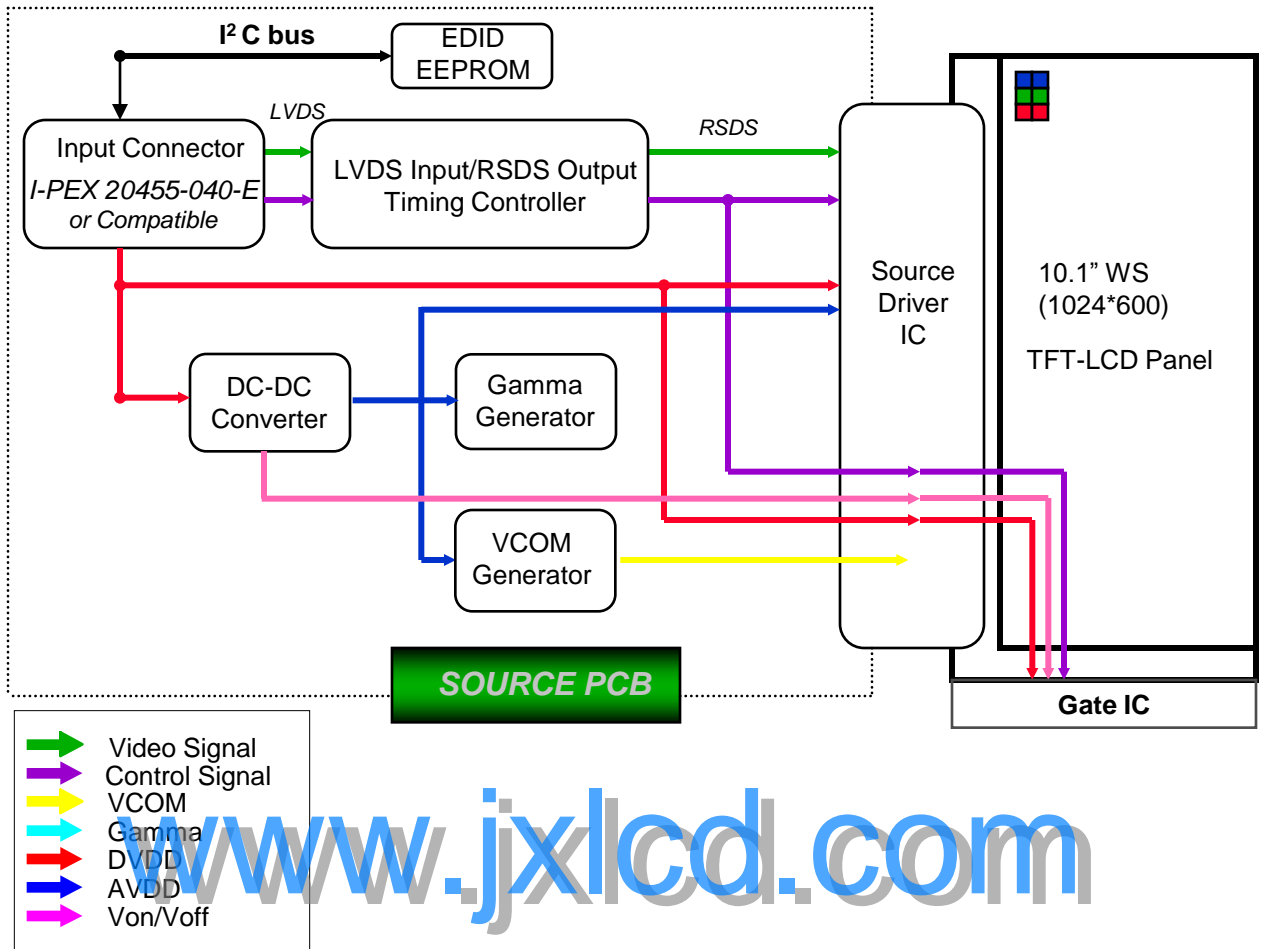 I² C bus
EDID
EEPROM
LVDS
RSDS
Input Connector
I-PEX 20455-040-E
or Compatible
LVDS Input/RSDS Output
Timing Controller
Source
Driver
IC
10.1” WS
(1024*600)
TFT-LCD Panel
DC-DC
Converter
Gamma
Generator
VCOM
Generator
SOURCE PCB
Gate IC
Video Signal
Control Signal
VCOM
Gamma
DVDD
AVDD
Von/Voff
www.jxlcd.com